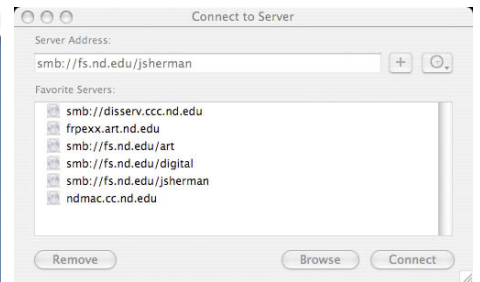 Connect to Server
Server Address:
smb://fs.nd.edu/jsherman
Favorite Servers:
smb://disserv.ccc.nd.edu
frpexx.art.nd.edu
smb://fs.nd.edu/art
smb://fs.nd.edu/digital
smb://fs.nd.edu/jsherman
ndmac.cc.nd.edu
Remove Browse Connect